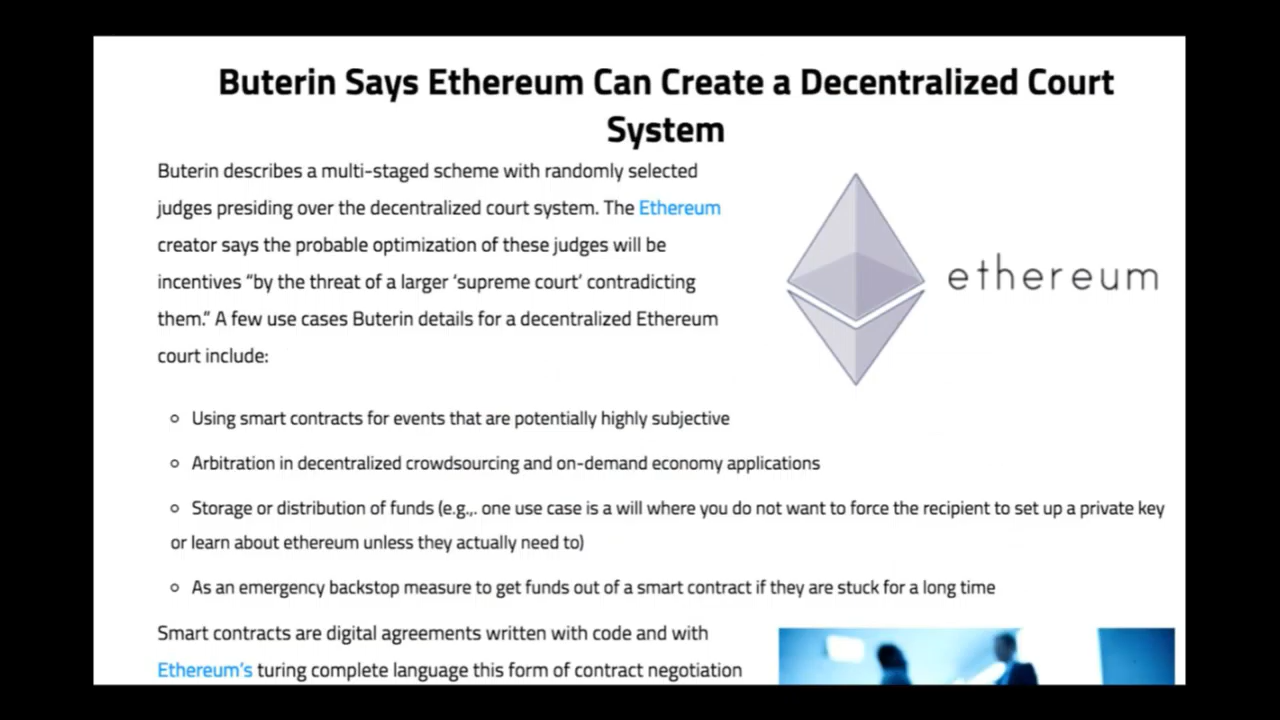 Buterin Says Ethereum Can Create a Decentralized Court
System
Buterin describes a multi-staged scheme with randomly selected
judges presiding over the decentralized court system. The Ethereum
creator says the probable optimization of these judges will be
incentives “by the threat of a larger ‘supreme court’ contradicting
them.” A few use cases Buterin details for a decentralized Ethereum
court include:
ethereum
Using smart contracts for events that are potentially highly subjective
Arbitration in decentralized crowdsourcing and on-demand economy applications
Storage or distribution of funds (e.g.,. one use case is a will where you do not want to force the recipient to set up a private key
or learn about ethereum unless they actually need to)
As an emergency backstop measure to get funds out of a smart contract if they are stuck for a long time
Smart contracts are digital agreements written with code and with
Ethereum’s turing complete language this form of contract negotiation